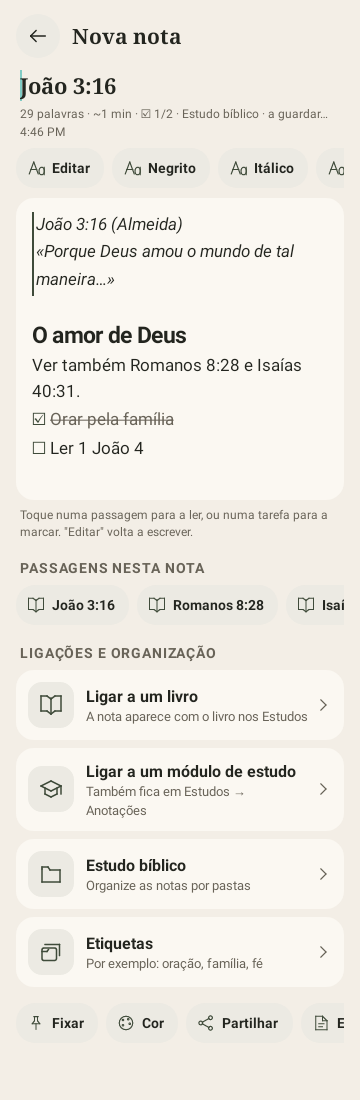 Nova nota
João 3:16
29 palavras · ~1 min · ☑ 1/2 · Estudo bíblico · a guardar…
4:46 PM
Editar
Negrito
Itálico
João 3:16 (Almeida)
«Porque Deus amou o mundo de tal
maneira…»
O amor de Deus
Ver também Romanos 8:28 e Isaías
40:31.
☑ Orar pela família
☐ Ler 1 João 4
Toque numa passagem para a ler, ou numa tarefa para a
marcar. "Editar" volta a escrever.
PASSAGENS NESTA NOTA
João 3:16
Romanos 8:28
LIGAÇÕES E ORGANIZAÇÃO
Ligar a um livro
A nota aparece com o livro nos Estudos
Ligar a um módulo de estudo
Também fica em Estudos →
Anotações
Estudo bíblico
Organize as notas por pastas
Etiquetas
Por exemplo: oração, família, fé
Fixar
Cor
Partilhar